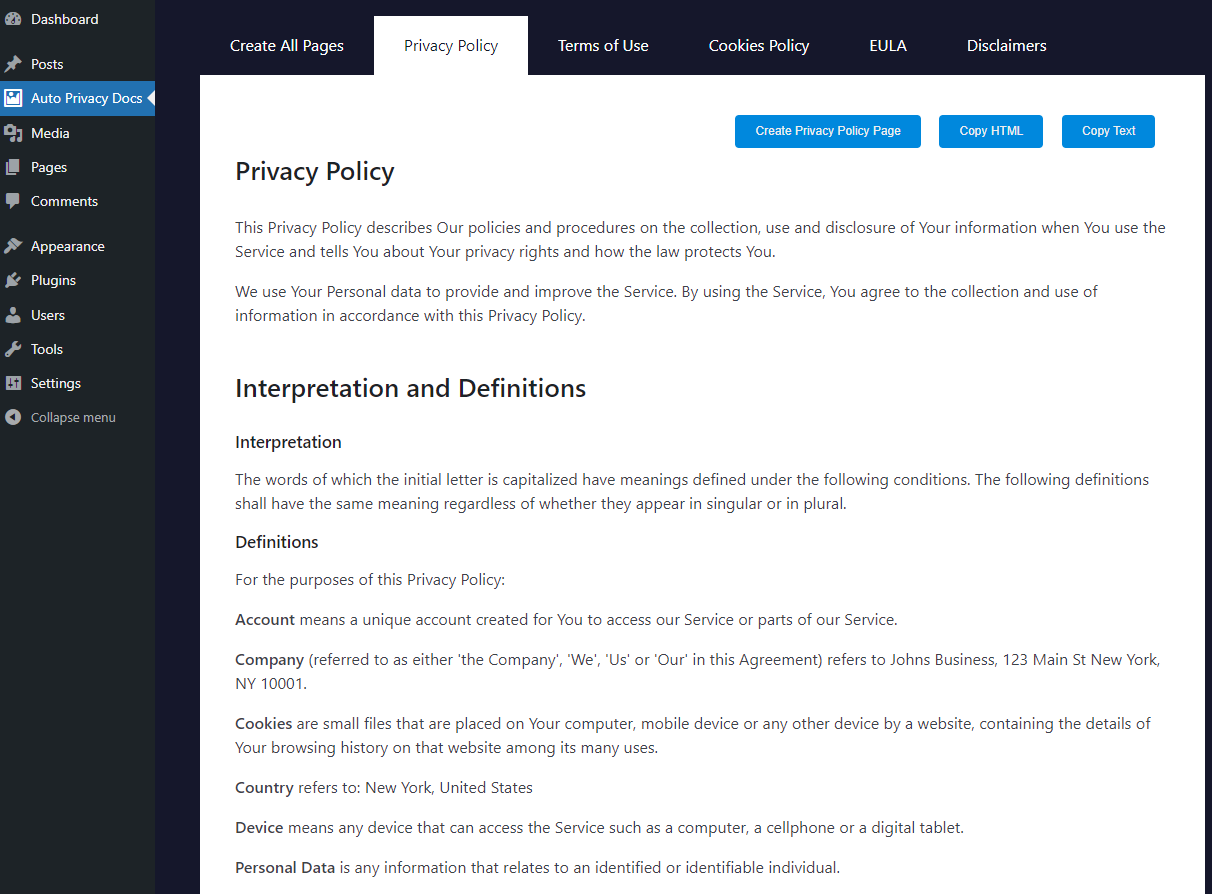 Dashboard
Posts
Auto Privacy Docs
Media
Pages
Comments
Appearance
Plugins
Users
Tools
Settings
Collapse menu
Create All Pages
Privacy Policy
Terms of Use
Cookies Policy
EULA
Disclaimers
Create Privacy Policy Page
Copy HTML
Copy Text
Privacy Policy
This Privacy Policy describes Our policies and procedures on the collection, use and disclosure of Your information when You use the
Service and tells You about Your privacy rights and how the law protects You.
We use Your Personal data to provide and improve the Service. By using the Service, You agree to the collection and use of
information in accordance with this Privacy Policy.
Interpretation and Definitions
Interpretation
The words of which the initial letter is capitalized have meanings defined under the following conditions. The following definitions
shall have the same meaning regardless of whether they appear in singular or in plural.
Definitions
For the purposes of this Privacy Policy:
Account means a unique account created for You to access our Service or parts of our Service.
Company (referred to as either 'the Company', 'We', 'Us' or 'Our' in this Agreement) refers to Johns Business, 123 Main St New York,
NY 10001.
Cookies are small files that are placed on Your computer, mobile device or any other device by a website, containing the details of
Your browsing history on that website among its many uses.
Country refers to: New York, United States
Device means any device that can access the Service such as a computer, a cellphone or a digital tablet.
Personal Data is any information that relates to an identified or identifiable individual.